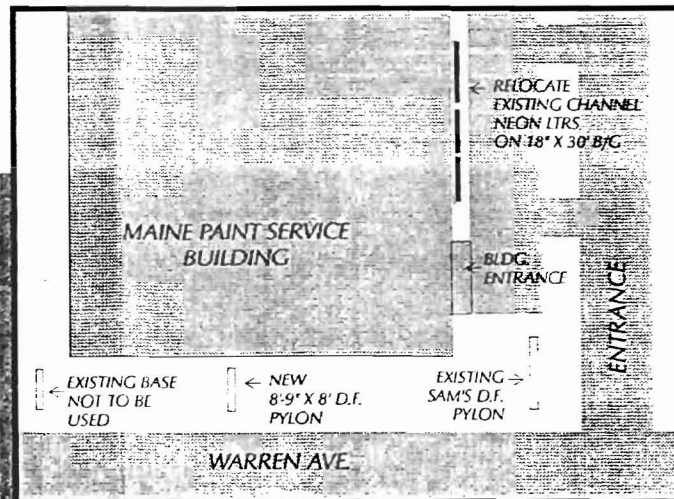 RELOCATE
EXISTING CHANNEL
NEON LTRS.
ON 18" X 30' B/G
MAINE PAINT SERVICE
BUILDING
BLDG.
ENTRANCE
ENTRANCE
EXISTING BASE
NOT TO BE
USED
NEW
8'-9" X 8' D.F.
PYLON
EXISTING
SAM'S D.F.
PYLON
WARREN AVE.